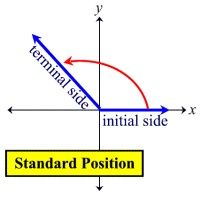 y
terminal side
x
initial side
Standard Position